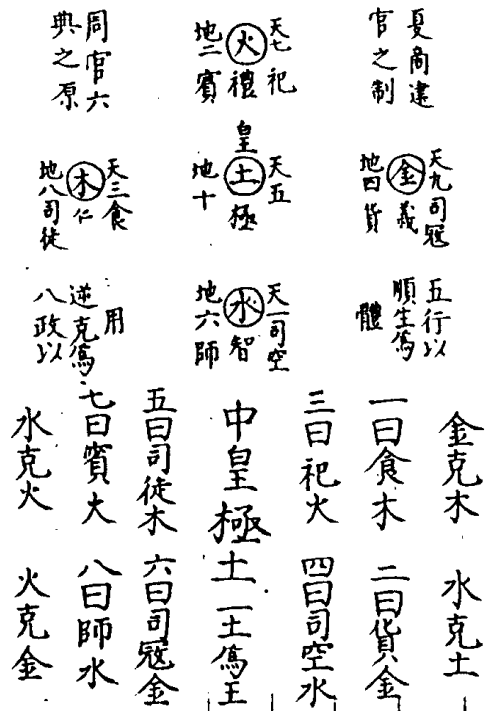 夏商建
官之制
天七祀
火禮
地二賓
周官六
典之原
天九司寇
金義
地四貨
天五
皇土極
地十
天三食
木仁
地八司徒
五行以
順生為
體
天一司空
水智
地六師
八政以
逆克為
用
金克木 水克土
一曰食木 二曰貨金
三曰祀火 四曰司空水
中皇極土一土為王
五曰司徒木 六曰司寇金
七曰賓大 八曰師水
水克火 火克金